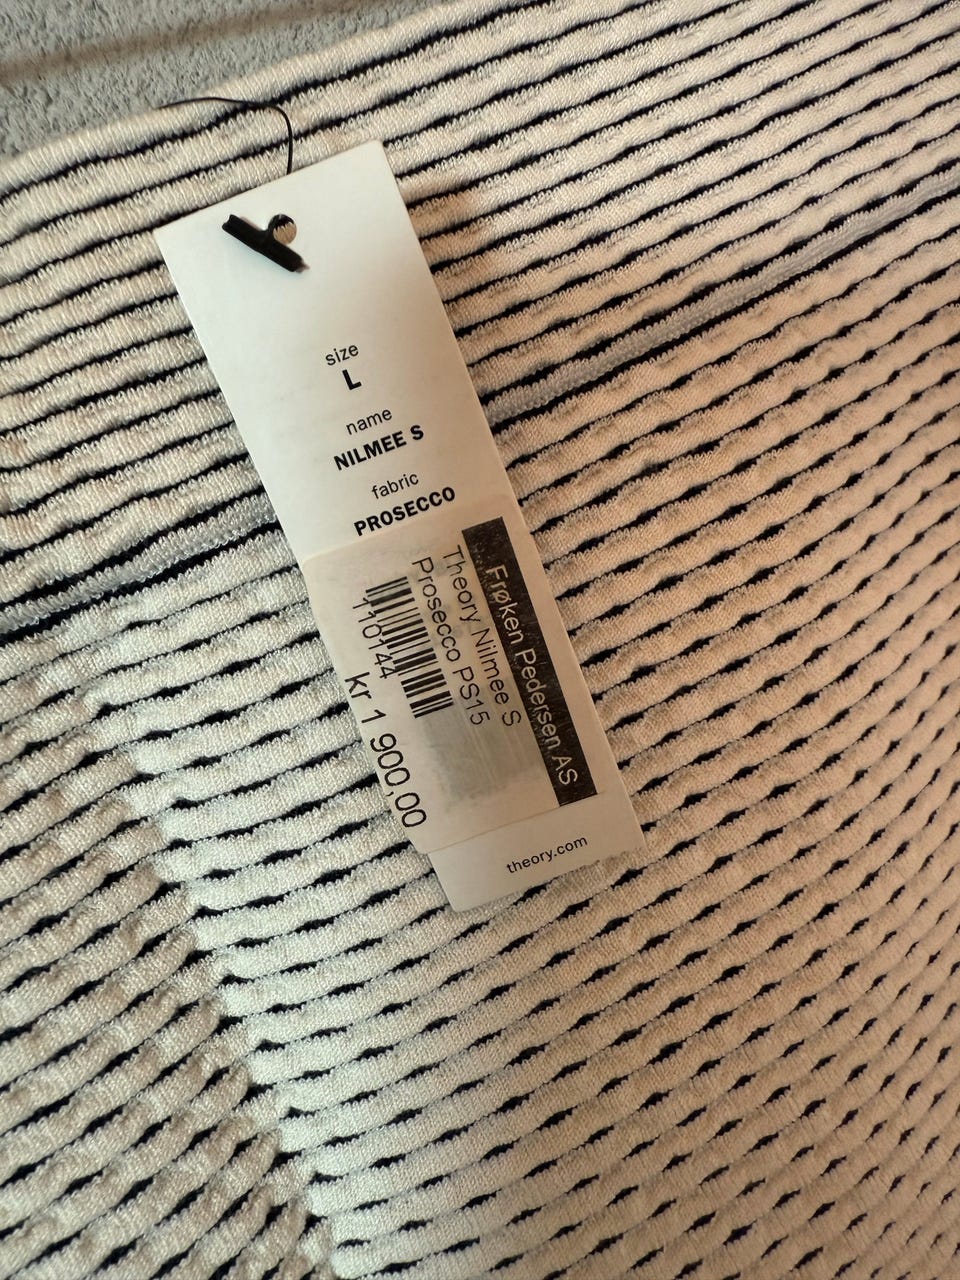 size
L
name
NILMEE S
fabric
PROSECCO
Frøken Pedersen AS
Theory Nilmee S
Prosecco PS15
110144
kr 1 900,00
theory.com